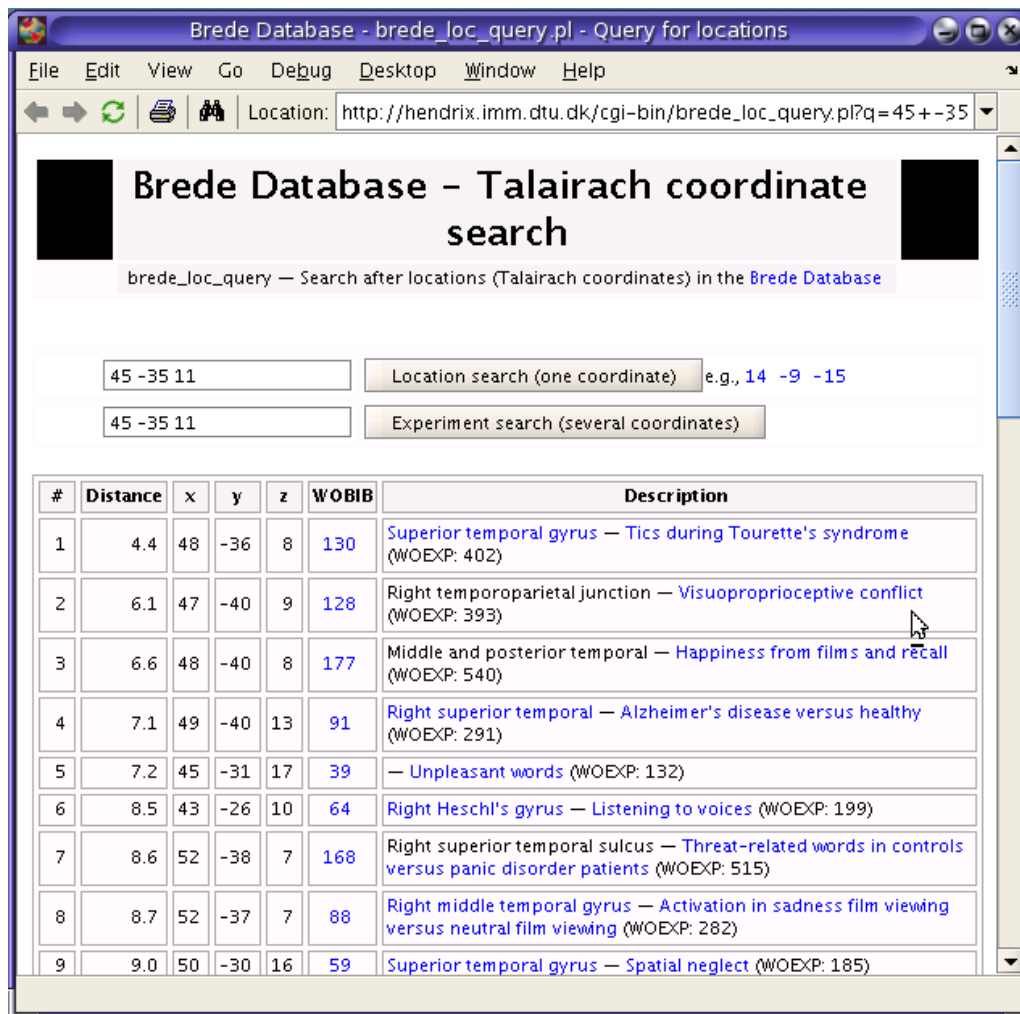 Brede Database - brede_loc_query.pl - Query for locations
File Edit View Go Debug Desktop Window Help
Location: http://hendrix.imm.dtu.dk/cgi-bin/brede_loc_query.pl?q=45+-35
Brede Database – Talairach coordinate
search
brede_loc_query — Search after locations (Talairach coordinates) in the Brede Database
45 -35 11 Location search (one coordinate) e.g., 14 -9 -15
45 -35 11 Experiment search (several coordinates)
# Distance x y z WOBIB Description
1 4.4 48 -36 8 130 Superior temporal gyrus — Tics during Tourette's syndrome
(WOEXP: 402)
2 6.1 47 -40 9 128 Right temporoparietal junction — Visuoproprioceptive conflict
(WOEXP: 393)
3 6.6 48 -40 8 177 Middle and posterior temporal — Happiness from films and recall
(WOEXP: 540)
4 7.1 49 -40 13 91 Right superior temporal — Alzheimer's disease versus healthy
(WOEXP: 291)
5 7.2 45 -31 17 39 — Unpleasant words (WOEXP: 132)
6 8.5 43 -26 10 64 Right Heschl's gyrus — Listening to voices (WOEXP: 199)
7 8.6 52 -38 7 168 Right superior temporal sulcus — Threat-related words in controls
versus panic disorder patients (WOEXP: 515)
8 8.7 52 -37 7 88 Right middle temporal gyrus — Activation in sadness film viewing
versus neutral film viewing (WOEXP: 282)
9 9.0 50 -30 16 59 Superior temporal gyrus — Spatial neglect (WOEXP: 185)